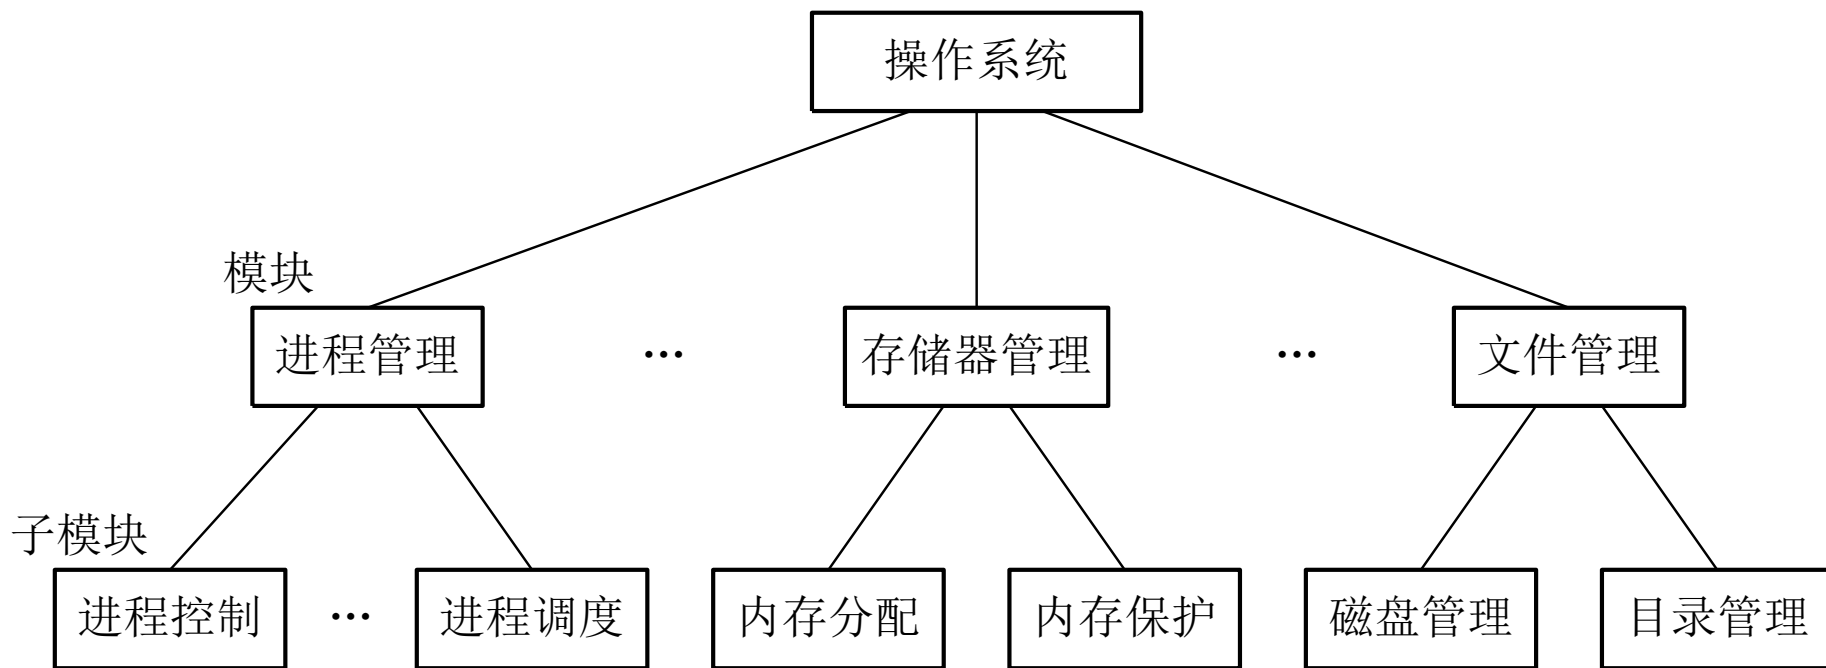 操作系统
模块
进程管理 … 存储器管理 … 文件管理
子模块
进程控制 … 进程调度 内存分配 内存保护 磁盘管理 目录管理